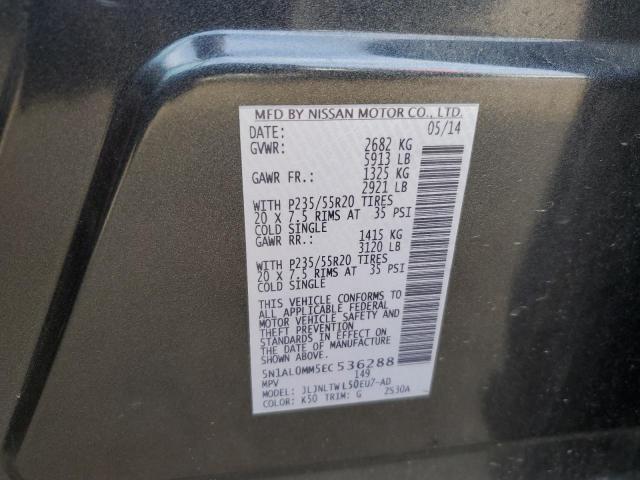 MFD BY NISSAN MOTOR CO., LTD.
DATE: 05/14
GVWR: 2682 KG
5913 LB
GAWR FR.: 1325 KG
2921 LB
WITH P235/55R20 TIRES
20 X 7.5 RIMS AT 35 PSI
COLD SINGLE
GAWR RR.: 1415 KG
3120 LB
WITH P235/55R20 TIRES
20 X 7.5 RIMS AT 35 PSI
COLD SINGLE
THIS VEHICLE CONFORMS TO
ALL APPLICABLE FEDERAL
MOTOR VEHICLE SAFETY AND
THEFT PREVENTION
STANDARDS IN EFFECT ON
THE DATE OF MANUFACTURE
SHOWN ABOVE.
5N1AL0MM5EC536288
MPV 149
MODEL: JLJNLTWL50EU7-AD
COLOR: K50 TRIM: G 2S30A